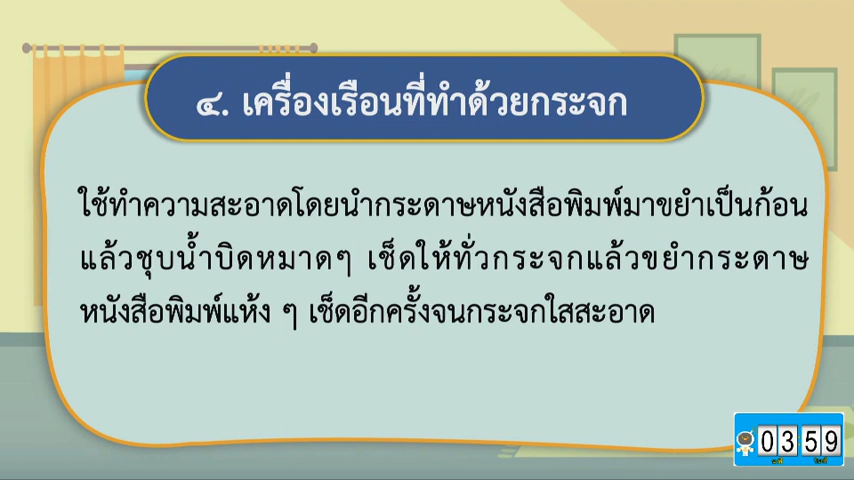 ๔. เครื่องเรือนที่ทำด้วยกระจก
ใช้ทำความสะอาดโดยนำกระดาษหนังสือพิมพ์มาขยำเป็นก้อน
แล้วชุบน้ำบิดหมาดๆ เช็ดให้ทั่วกระจกแล้วขยำกระดาษ
หนังสือพิมพ์แห้ง ๆ เช็ดอีกครั้งจนกระจกใสสะอาด
03 59